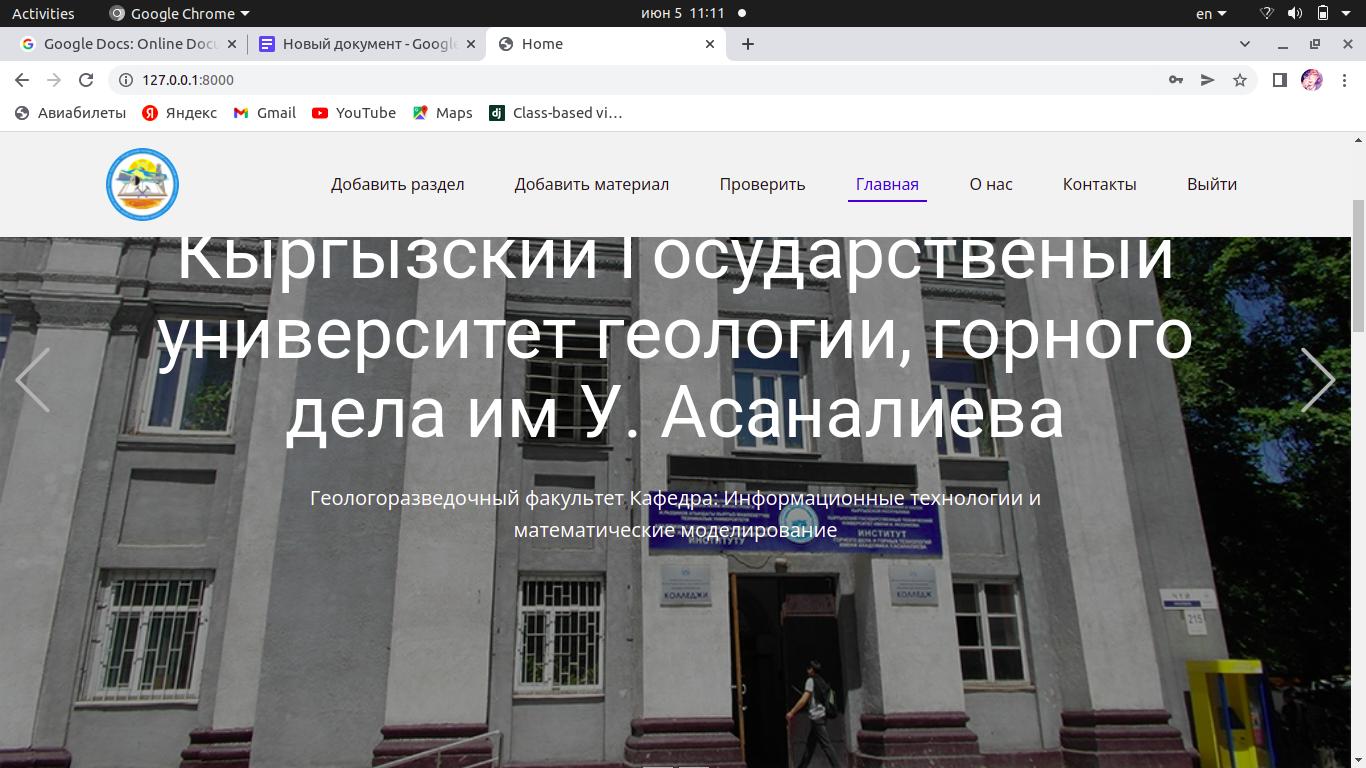 Activities
Google Chrome
июн 5 11:11
en
Google Docs: Online Docu
Новый документ - Google
Home
127.0.0.1:8000
Авиабилеты
Яндекс
Gmail
YouTube
Maps
dj
Class-based vi…
Добавить раздел
Добавить материал
Проверить
Главная
О нас
Контакты
Выйти
Кыргызский Государственый
университет геологии, горного
дела им У. Асаналиева
Геологоразведочный факультет Кафедра: Информационные технологии и
математические моделирование
ИНСТИТУТУ
ИНСТИТУТ
КОЛЛЕДЖИ
КОЛЛЕДЖ
ЧУЙ
215